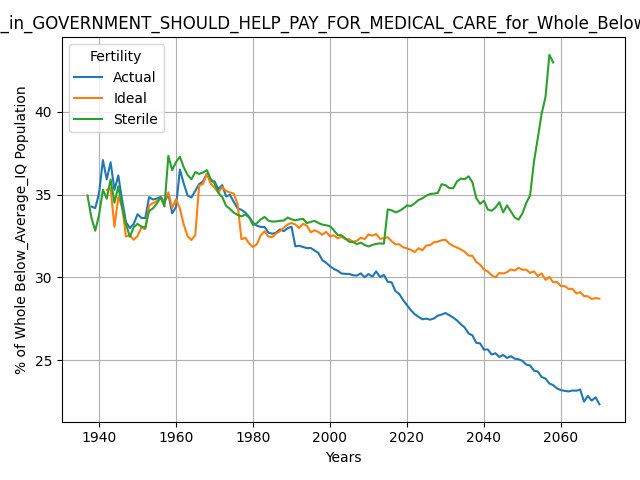 _in_GOVERNMENT_SHOULD_HELP_PAY_FOR_MEDICAL_CARE_for_Whole_Below
Fertility
Actual
Ideal
Sterile
% of Whole Below_Average_IQ Population
40
35
30
25
1940
1960
1980
2000
2020
2040
2060
Years